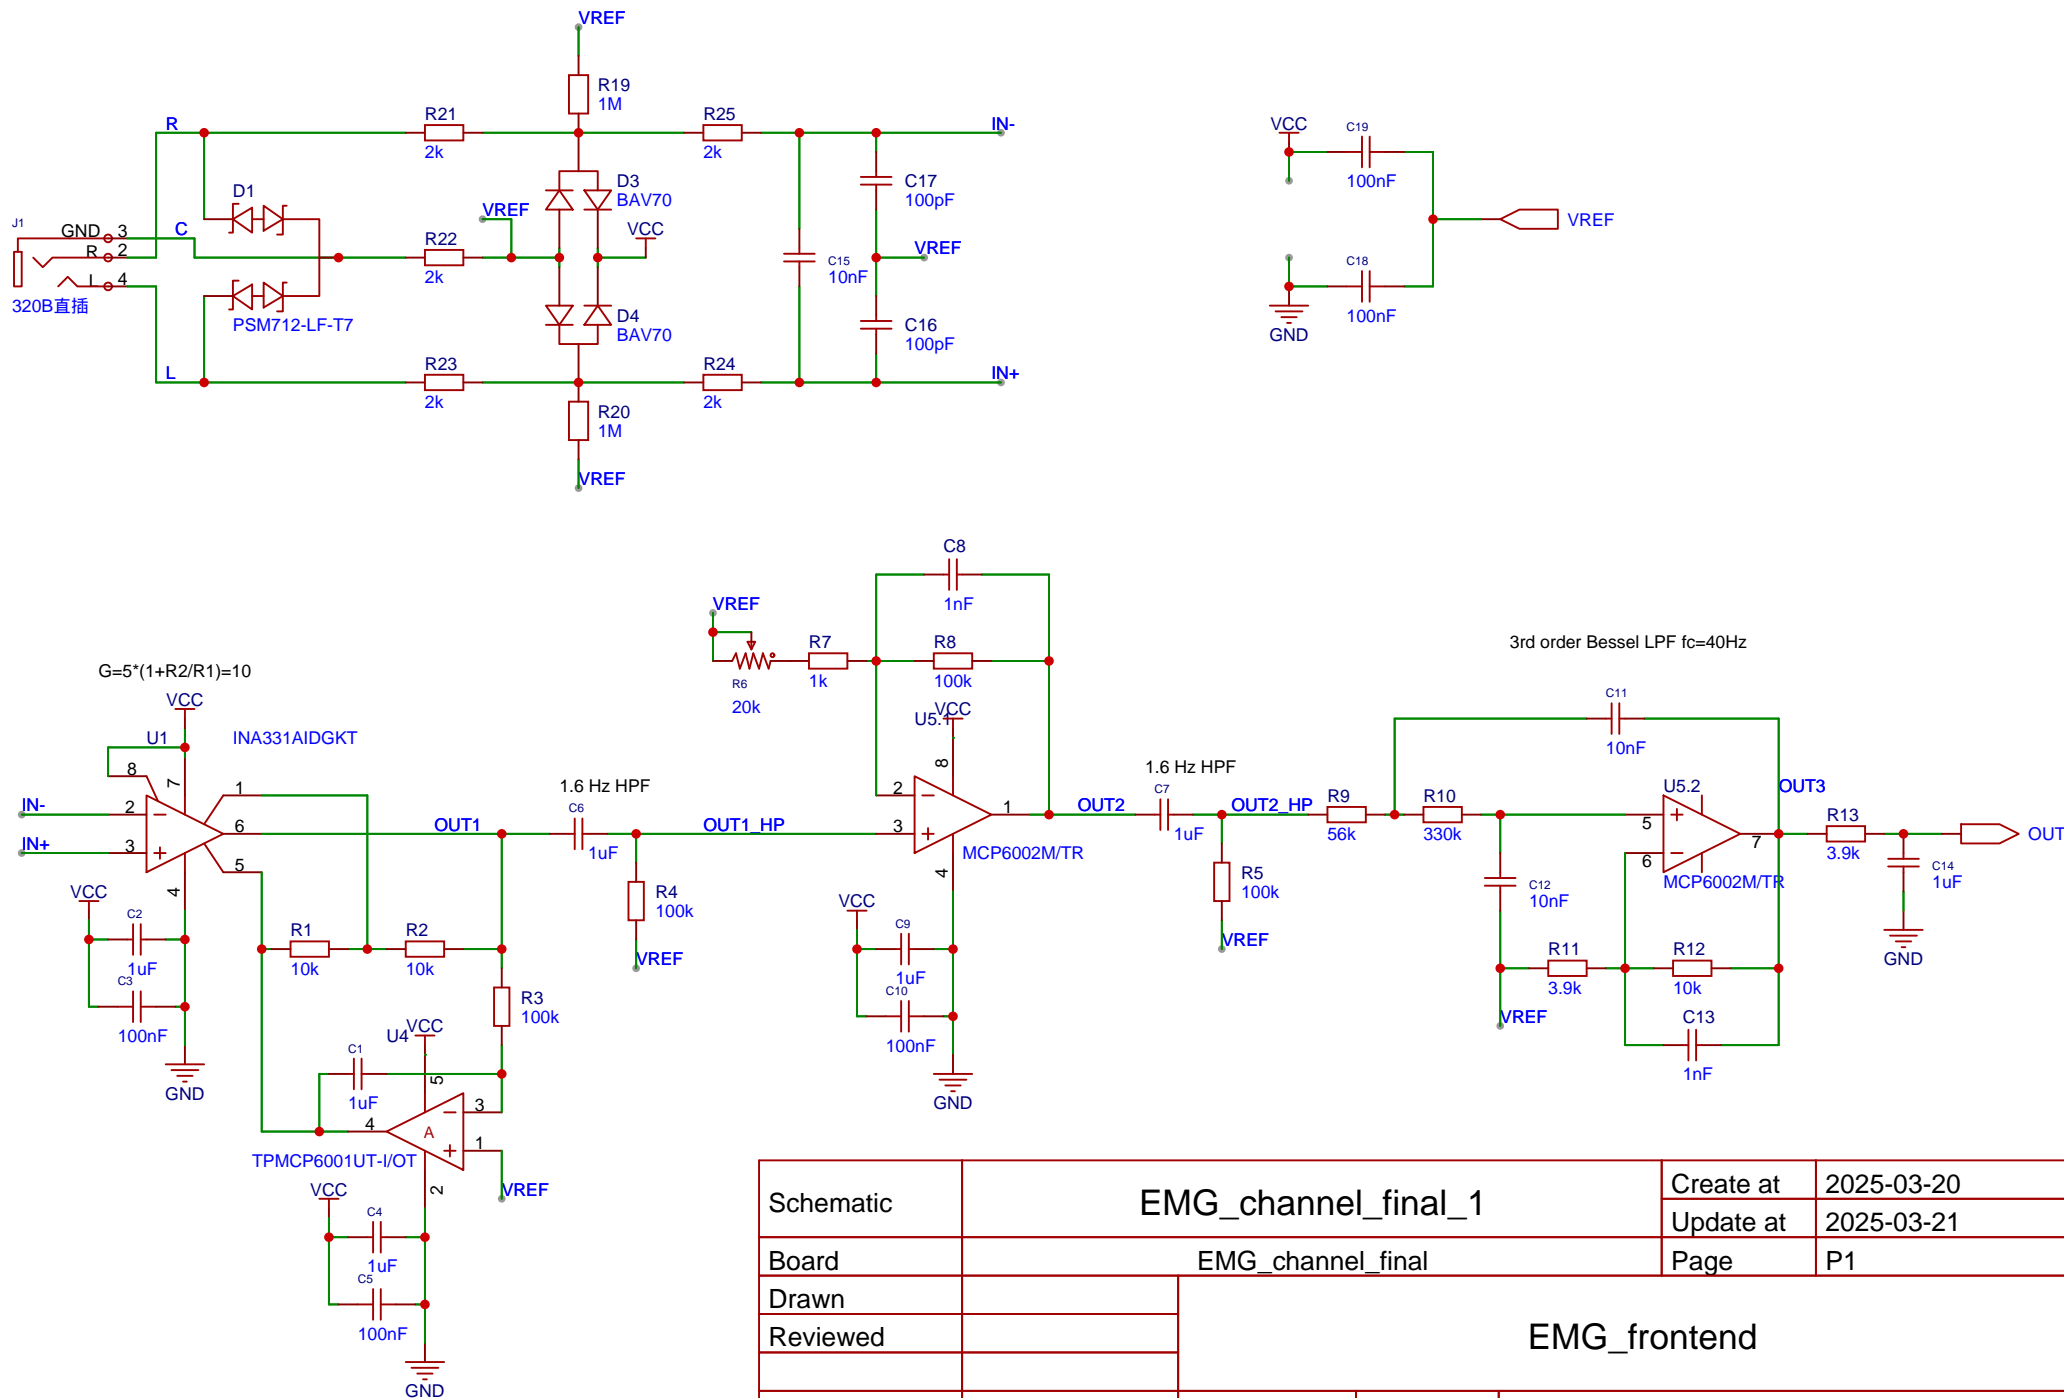 VREF
R19
1M
R
R21
2k
R25
2k
IN-
D1
D3
BAV70
C17
100pF
VREF
VCC
J1
GND 3
C
R 2
L 4
320B直插
R22
2k
C15
10nF
VREF
PSM712-LF-T7
D4
BAV70
C16
100pF
L
R23
2k
R24
2k
IN+
R20
1M
VREF
VCC
C19
100nF
VREF
C18
100nF
GND
G=5*(1+R2/R1)=10
VCC
U1
INA331AIDGKT
8
7
1
IN-
2
6
OUT1
IN+
3
5
4
VCC
C2
1uF
C3
100nF
GND
R1
10k
R2
10k
R3
100k
C1
1uF
U4
VCC
5
3
4
A
1
TPMCP6001UT-I/OT
2
VREF
VCC
C4
1uF
C5
100nF
GND
1.6 Hz HPF
C6
1uF
OUT1_HP
R4
100k
VREF
C8
1nF
VREF
R6
20k
R7
1k
R8
100k
U5.1
VCC
8
2
1
3
4
MCP6002M/TR
OUT2
VCC
C9
1uF
C10
100nF
GND
1.6 Hz HPF
C7
1uF
OUT2_HP
R5
100k
VREF
3rd order Bessel LPF fc=40Hz
C11
10nF
R9
56k
R10
330k
U5.2
OUT3
5
7
6
MCP6002M/TR
C12
10nF
R11
3.9k
R12
10k
VREF
C13
1nF
R13
3.9k
OUT
C14
1uF
GND
Schematic
EMG_channel_final_1
Create at
2025-03-20
Update at
2025-03-21
Board
EMG_channel_final
Page
P1
Drawn
Reviewed
EMG_frontend